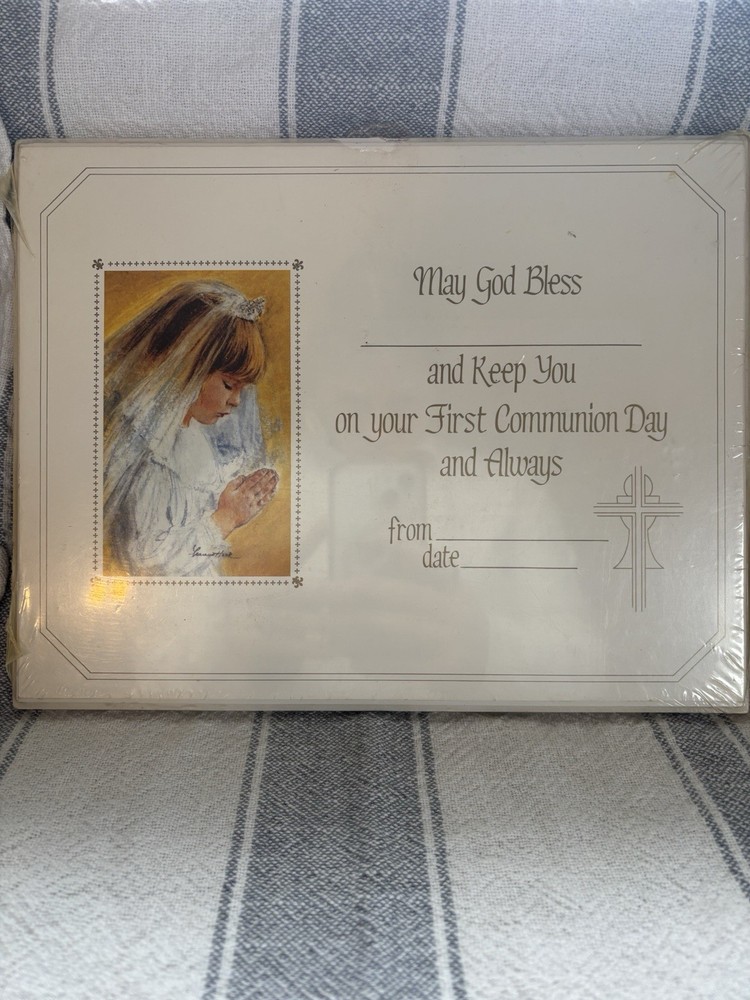 May God Bless
and Keep You
on your First Communion Day
and Always
from
date